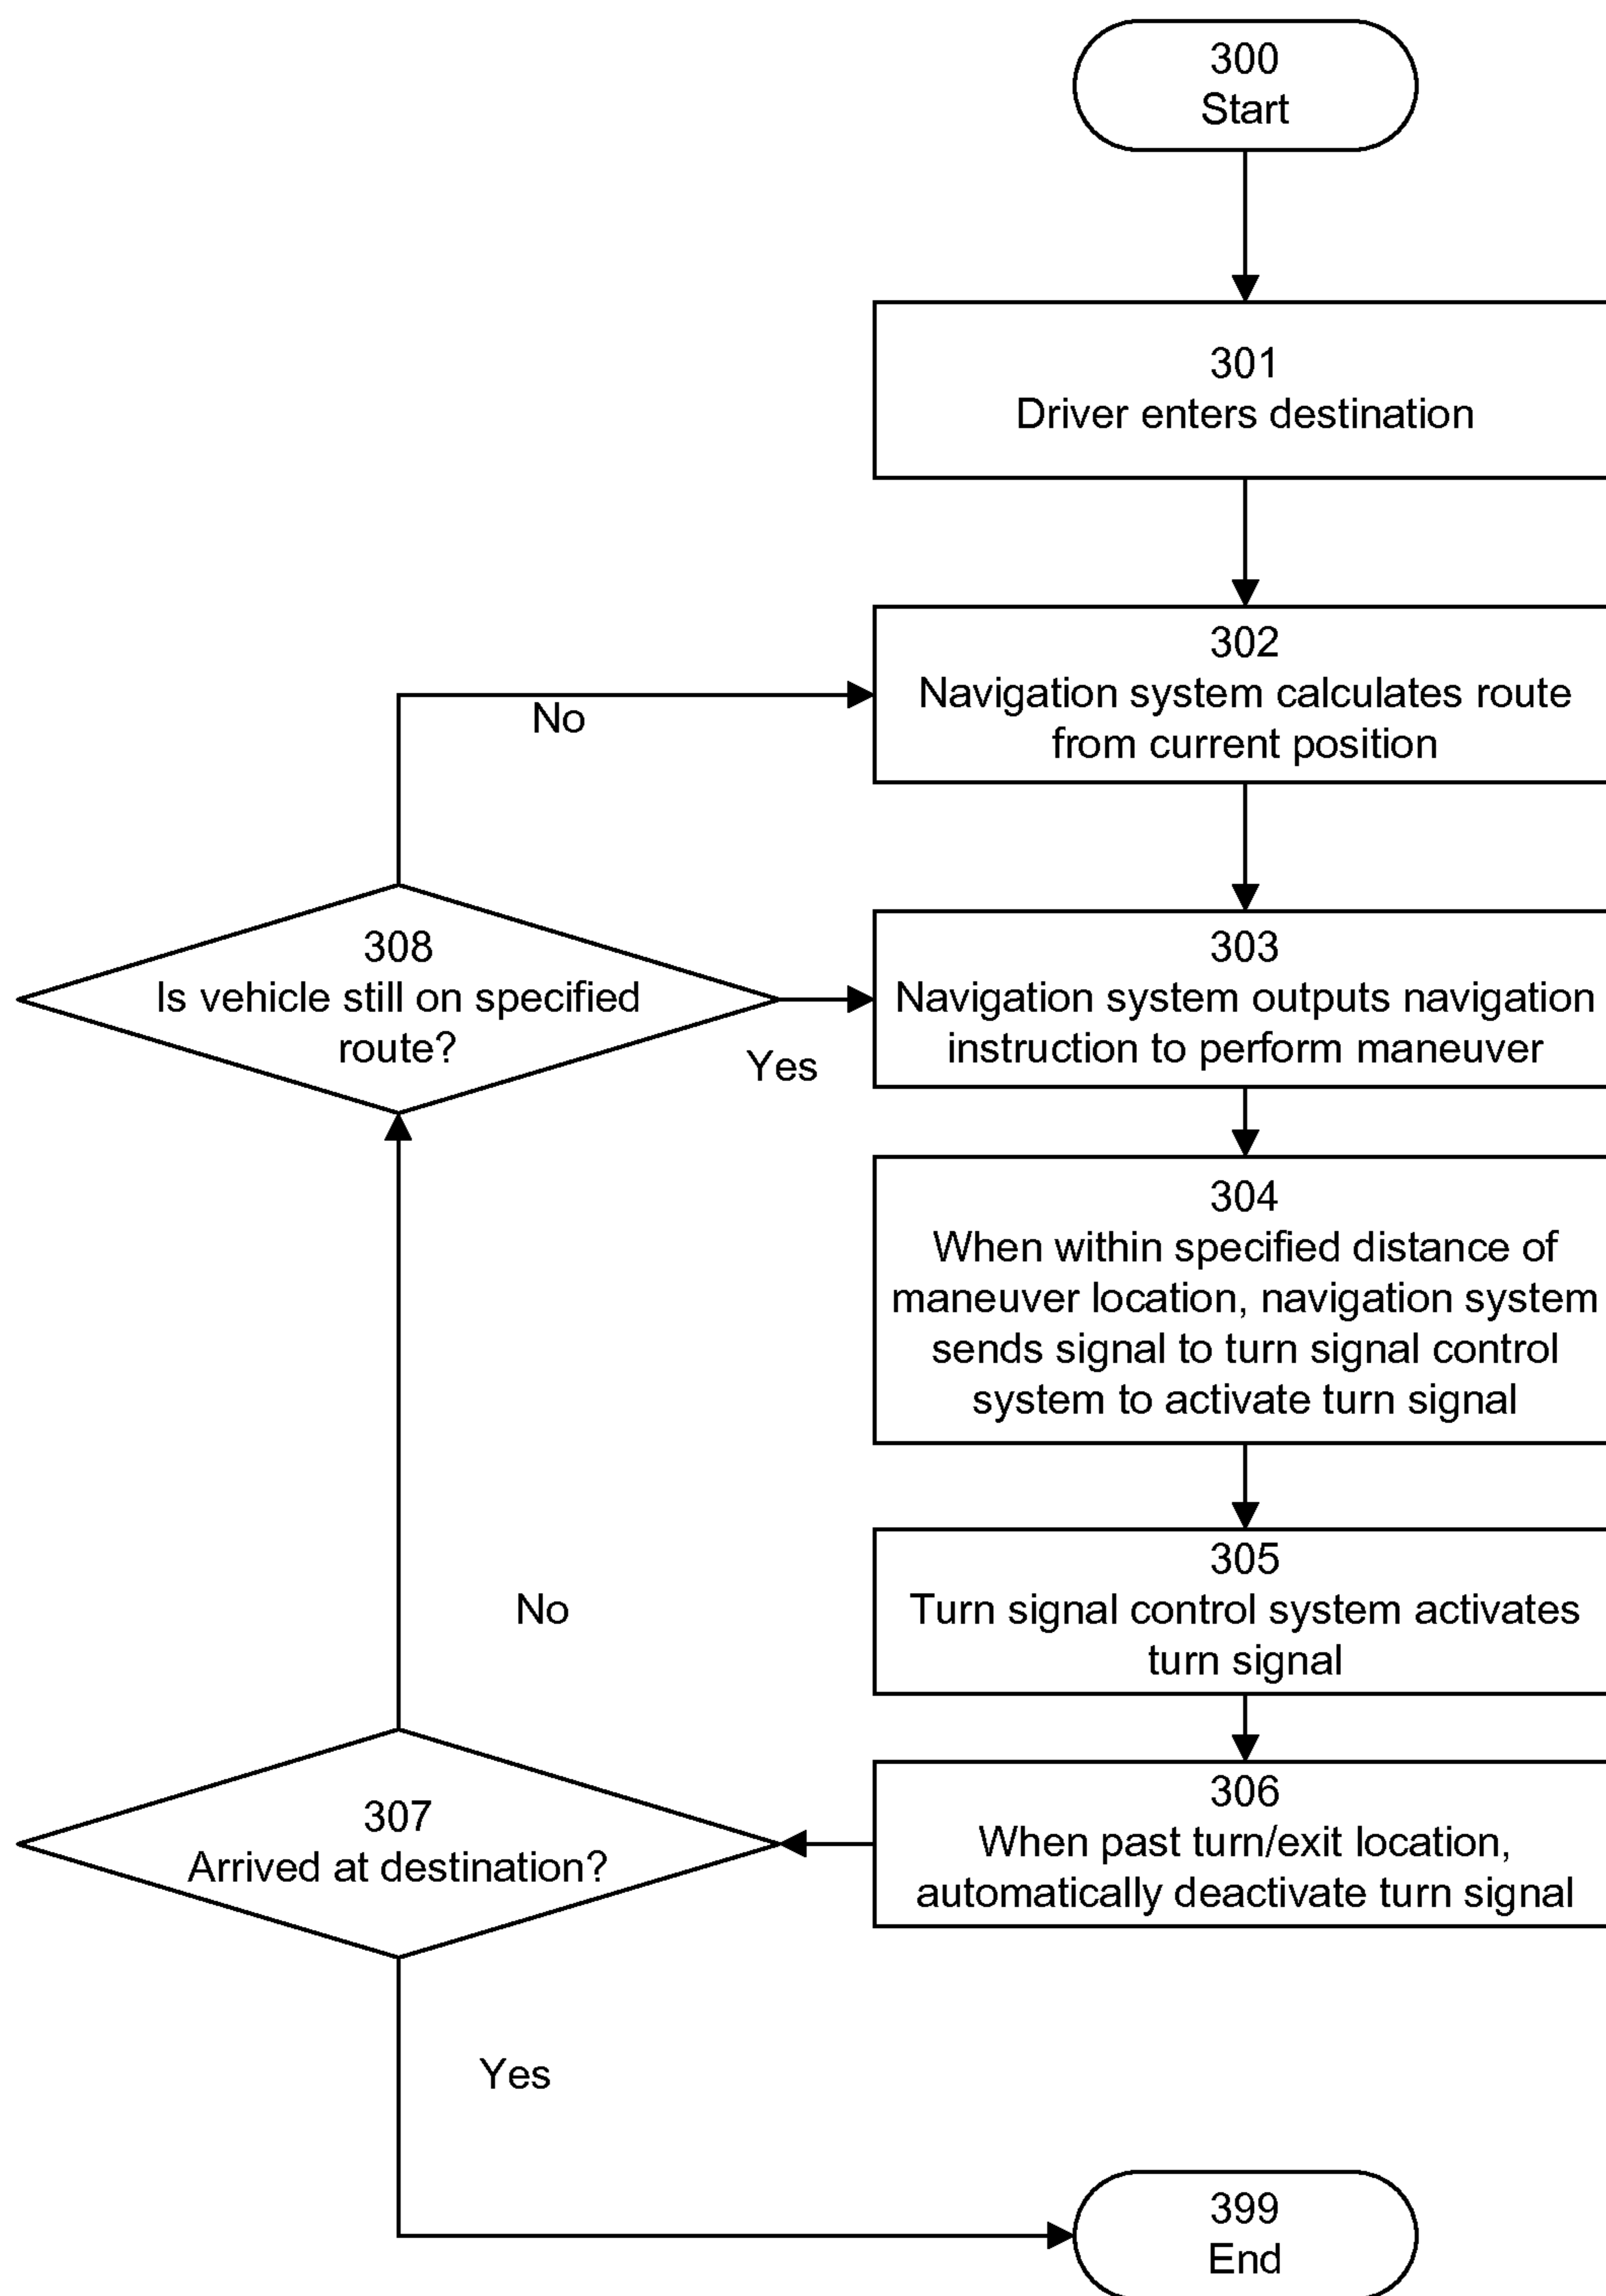 300
Start
301
Driver enters destination
302
Navigation system calculates route
from current position
No
308
Is vehicle still on specified
route?
Yes
303
Navigation system outputs navigation
instruction to perform maneuver
304
When within specified distance of
maneuver location, navigation system
sends signal to turn signal control
system to activate turn signal
305
Turn signal control system activates
turn signal
No
306
When past turn/exit location,
automatically deactivate turn signal
307
Arrived at destination?
Yes
399
End